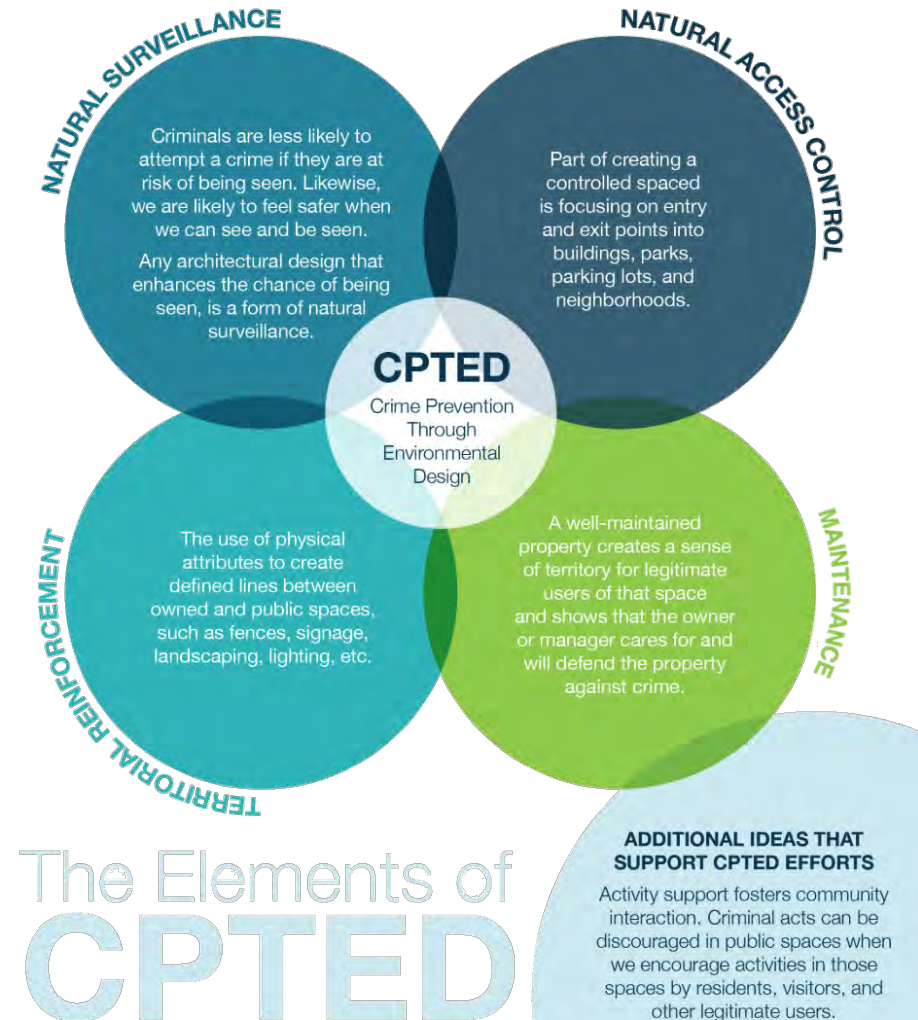 NATURAL SURVEILLANCE
Criminals are less likely to
attempt a crime if they are at
risk of being seen. Likewise,
we are likely to feel safer when
we can see and be seen.
Any architectural design that
enhances the chance of being
seen, is a form of natural
surveillance.
NATURAL ACCESS CONTROL
Part of creating a
controlled spaced
is focusing on entry
and exit points into
buildings, parks,
parking lots, and
neighborhoods.
CPTED
Crime Prevention
Through
Environmental
Design
TERRITORIAL REINFORCEMENT
The use of physical
attributes to create
defined lines between
owned and public spaces,
such as fences, signage,
landscaping, lighting, etc.
MAINTENANCE
A well-maintained
property creates a sense
of territory for legitimate
users of that space
and shows that the owner
or manager cares for and
will defend the property
against crime.
The Elements of
CPTED
ADDITIONAL IDEAS THAT
SUPPORT CPTED EFFORTS
Activity support fosters community
interaction. Criminal acts can be
discouraged in public spaces when
we encourage activities in those
spaces by residents, visitors, and
other legitimate users.